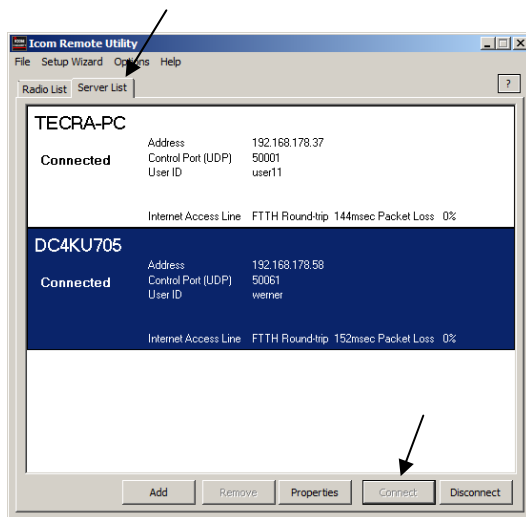 Icom Remote Utility
File Setup Wizard Options Help
Radio List Server List ?
TECRA-PC
Connected
Address 192.168.178.37
Control Port (UDP) 50001
User ID user11
Internet Access Line FTTH Round-trip 144msec Packet Loss 0%
DC4KU705
Connected
Address 192.168.178.58
Control Port (UDP) 50061
User ID werner
Internet Access Line FTTH Round-trip 152msec Packet Loss 0%
Add Remove Properties Connect Disconnect